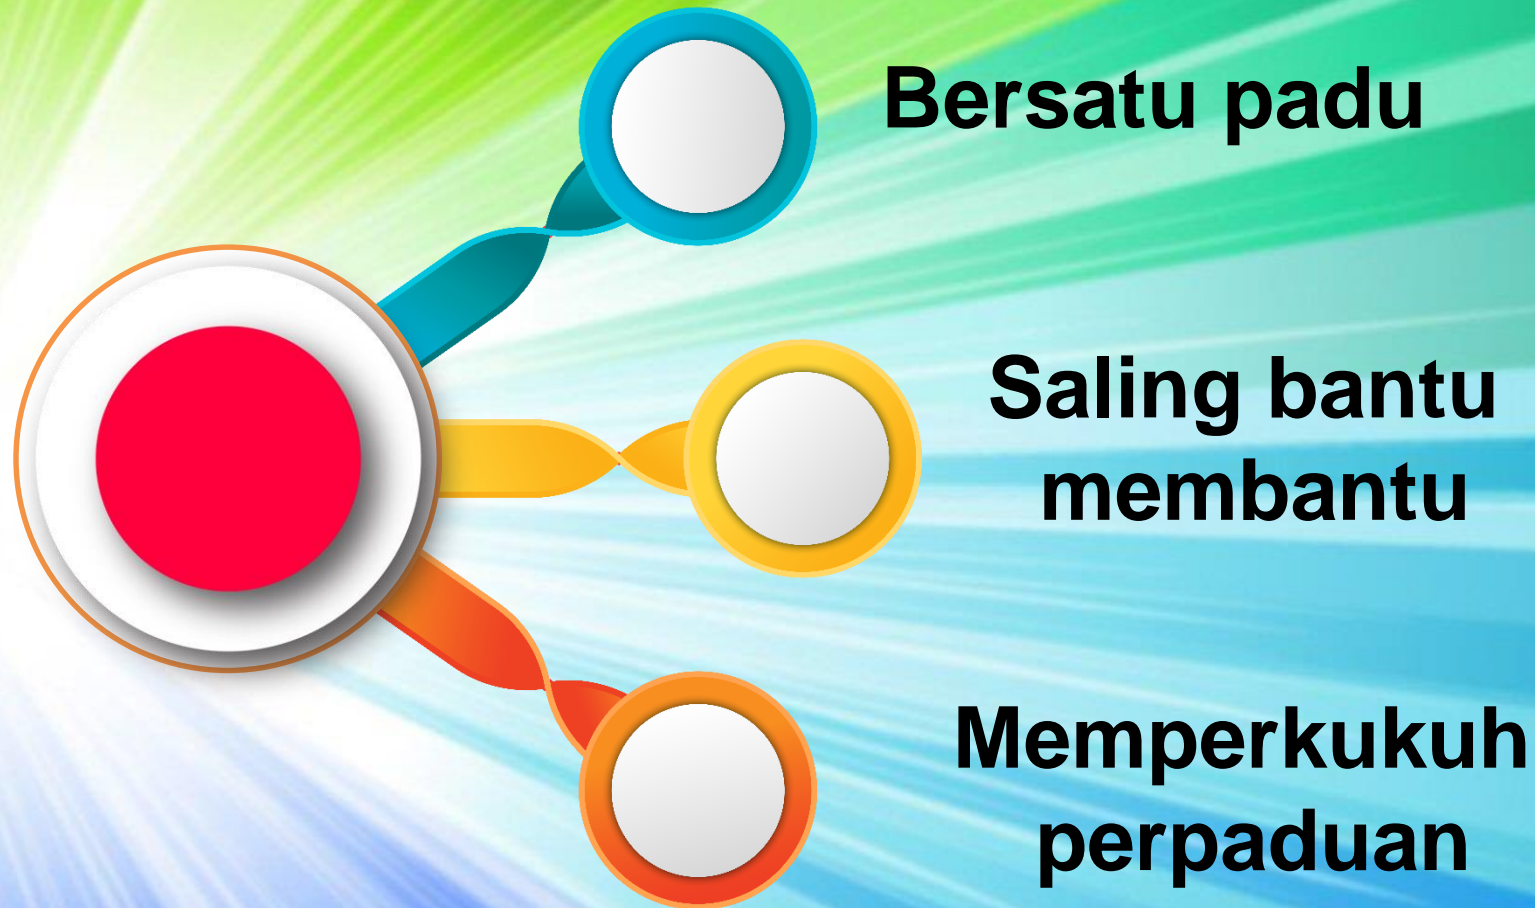 Bersatu padu
Saling bantu
membantu
Memperkukuh
perpaduan